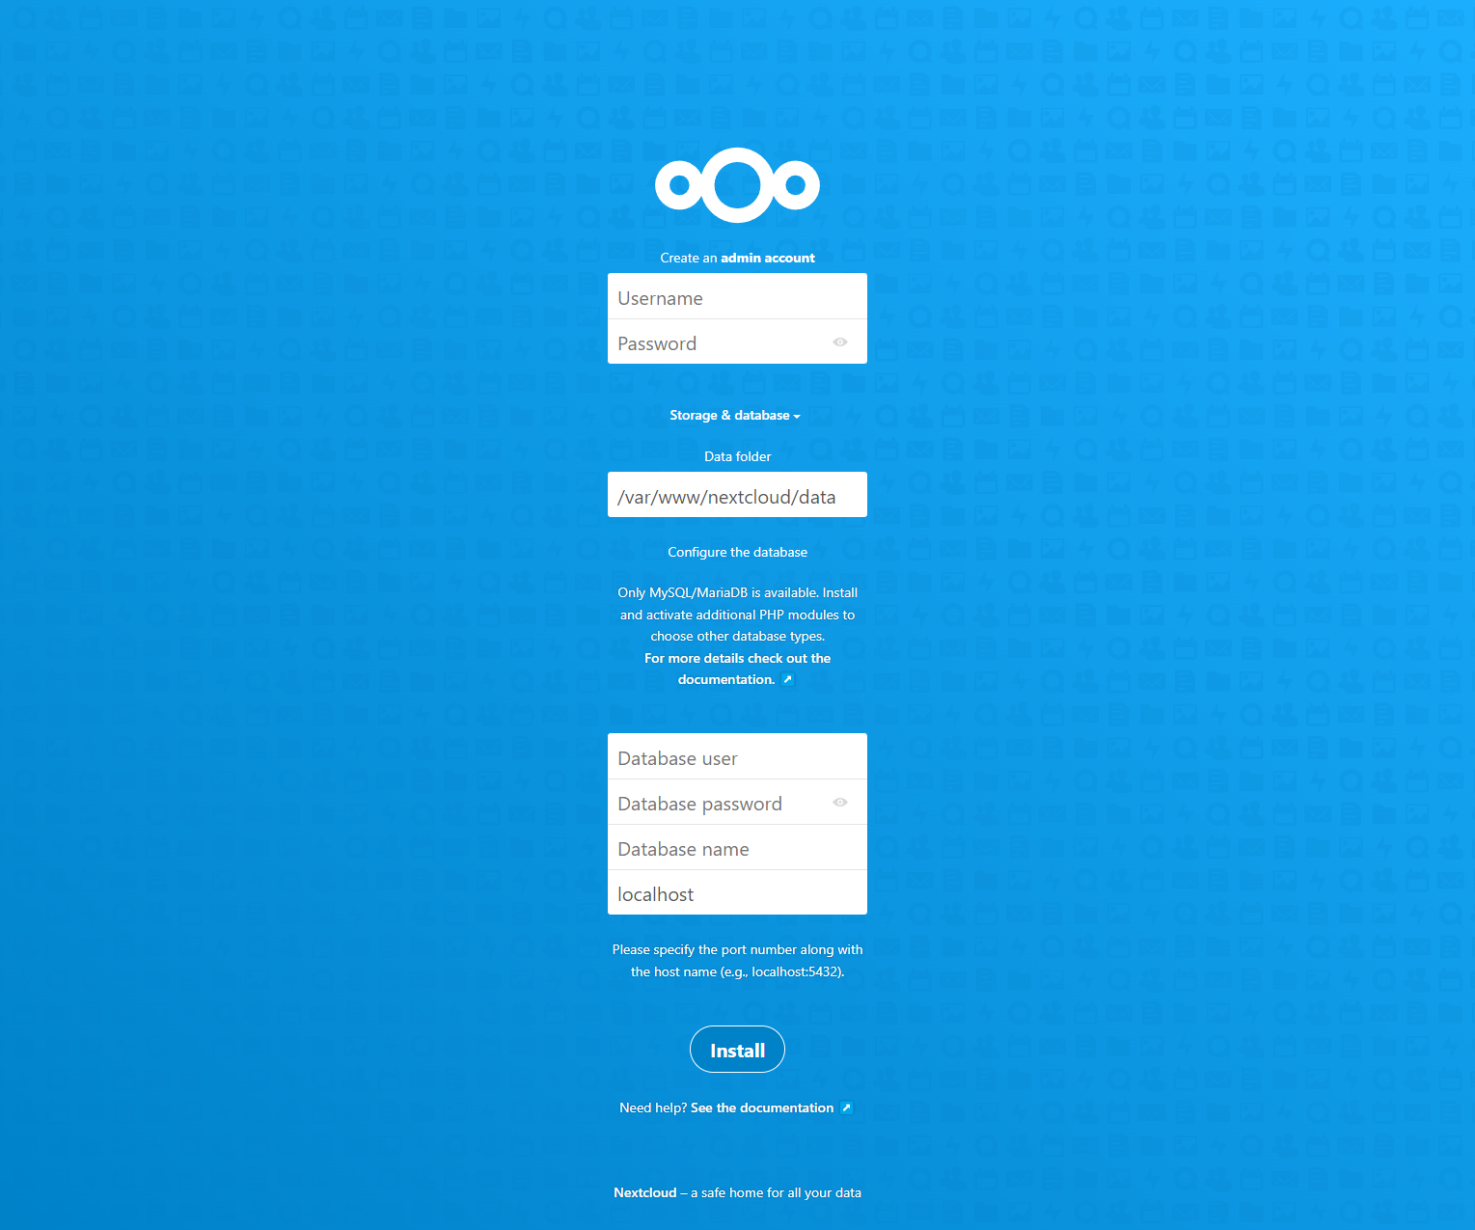 Create an admin account
Username
Password
Storage & database
Data folder
/var/www/nextcloud/data
Configure the database
Only MySQL/MariaDB is available. Install
and activate additional PHP modules to
choose other database types.
For more details check out the
documentation.
Database user
Database password
Database name
localhost
Please specify the port number along with
the host name (e.g., localhost:5432).
Install
Need help? See the documentation
Nextcloud – a safe home for all your data